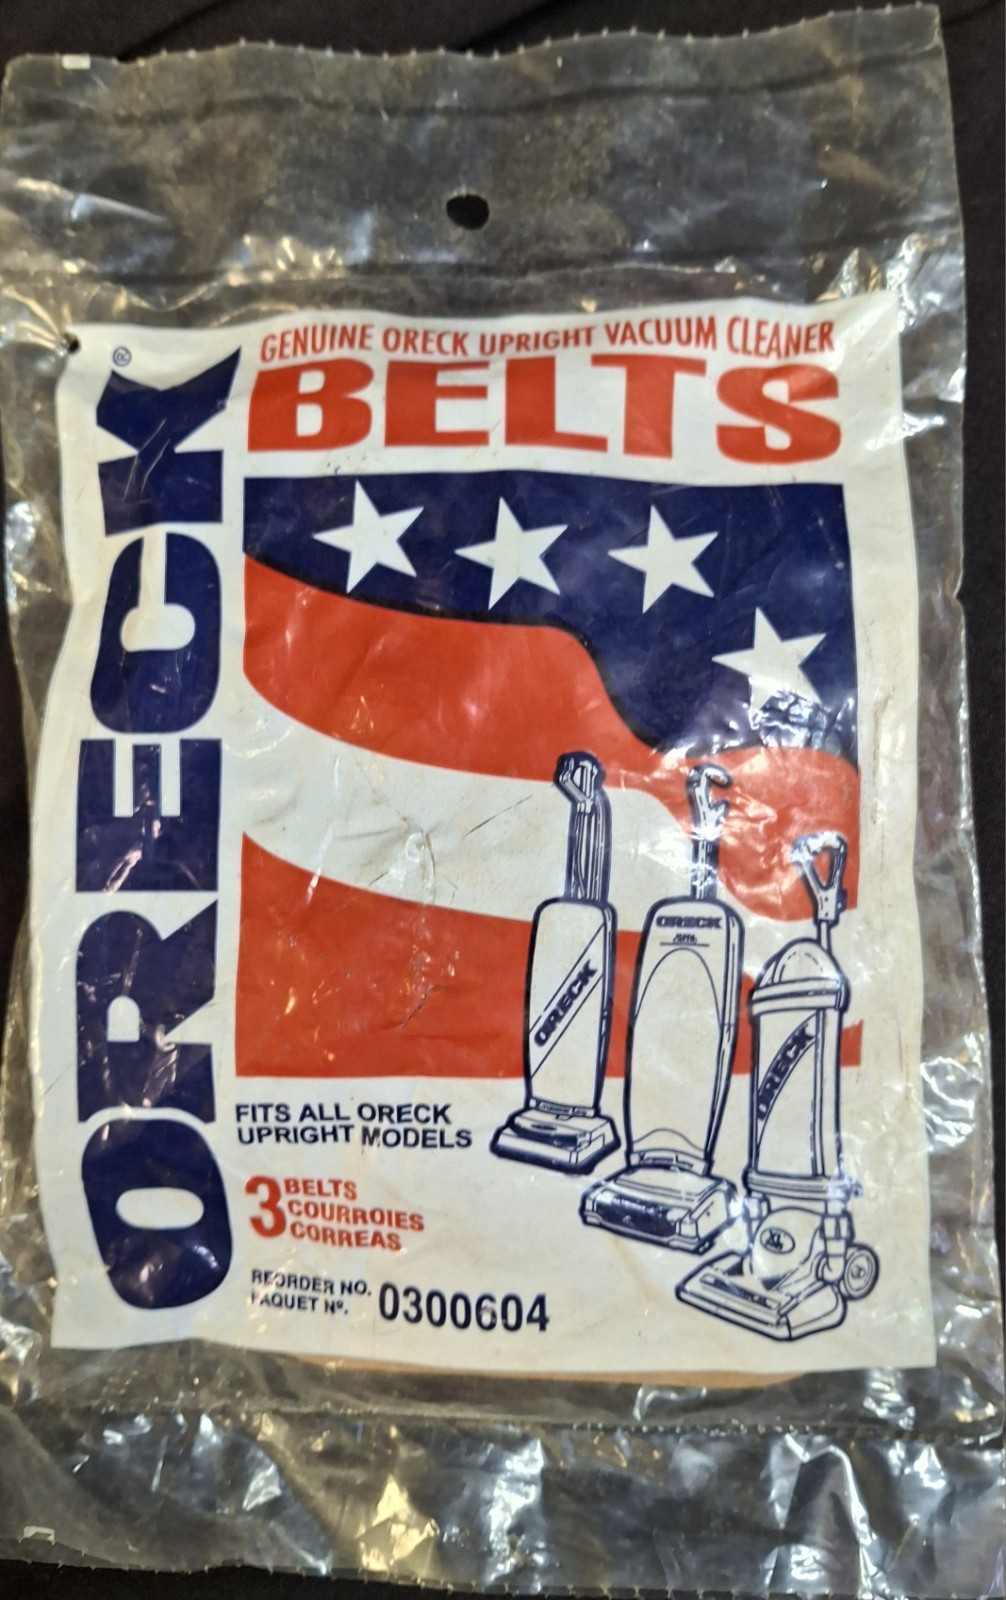 ORECK®
GENUINE ORECK UPRIGHT VACUUM CLEANER
BELTS
ORECK
ORECK
ORECK
XL
FITS ALL ORECK
UPRIGHT MODELS
3 BELTS
COURROIES
CORREAS
REORDER NO.
PAQUET Nº.
0300604